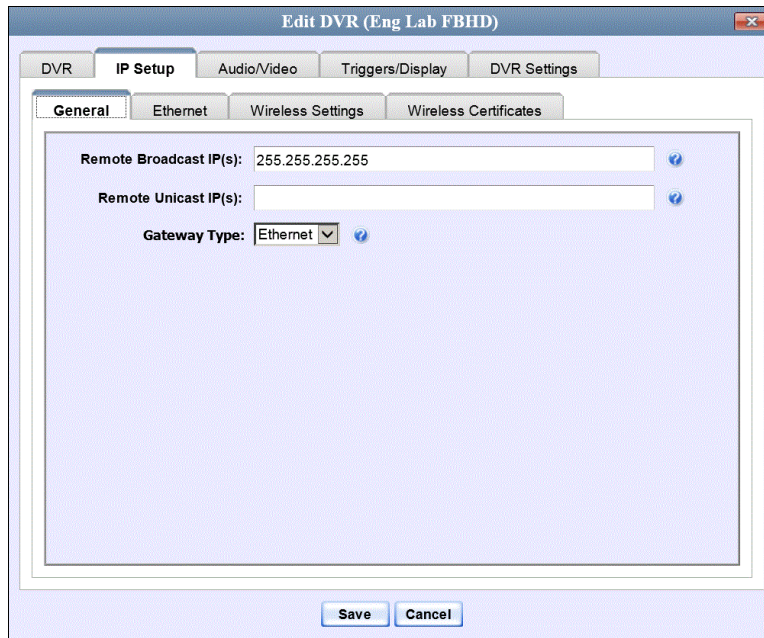 Edit DVR (Eng Lab FBHD)
DVR IP Setup Audio/Video Triggers/Display DVR Settings
General Ethernet Wireless Settings Wireless Certificates
Remote Broadcast IP(s): 255.255.255.255
Remote Unicast IP(s):
Gateway Type: Ethernet
Save Cancel